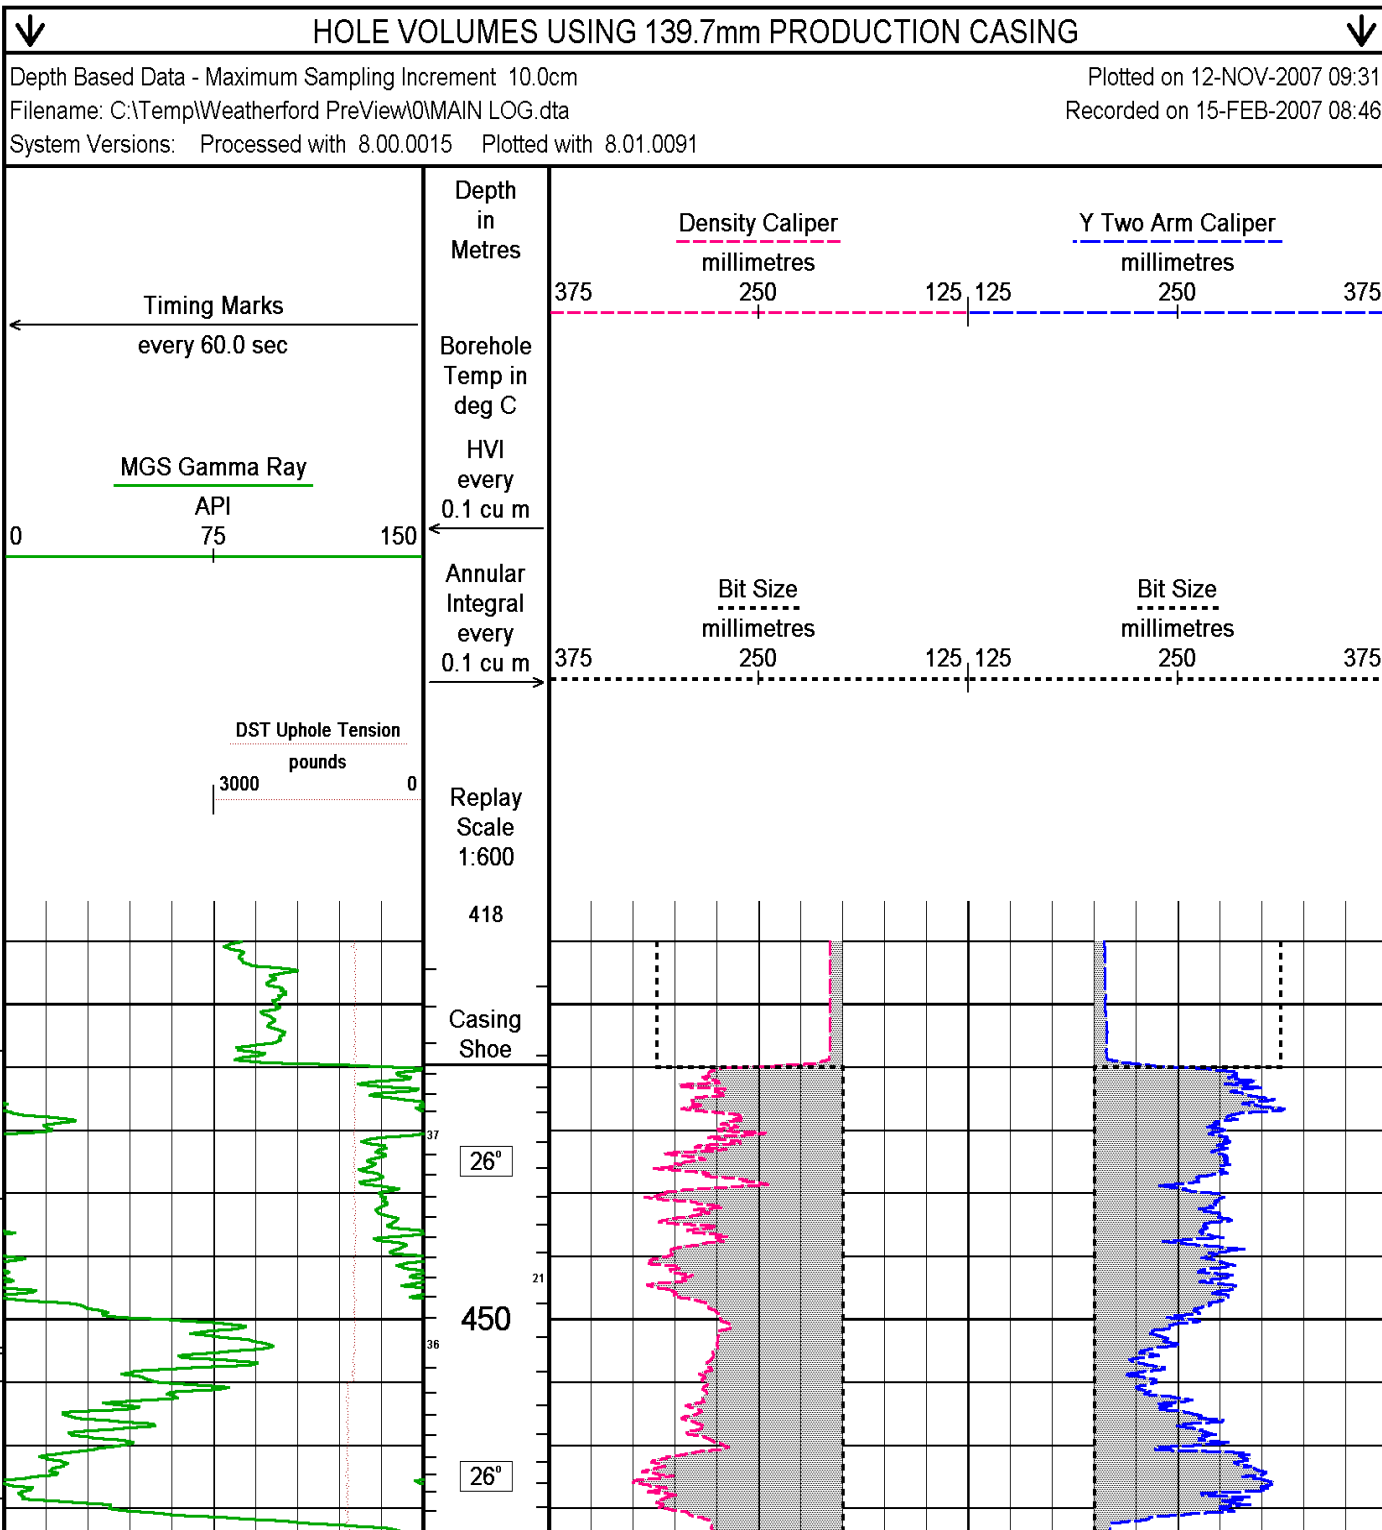 HOLE VOLUMES USING 139.7mm PRODUCTION CASING
Depth Based Data - Maximum Sampling Increment 10.0cm
Plotted on 12-NOV-2007 09:31
Filename: C:\Temp\Weatherford PreView\0\MAIN LOG.dta
Recorded on 15-FEB-2007 08:46
System Versions: Processed with 8.00.0015 Plotted with 8.01.0091
Timing Marks
every 60.0 sec
MGS Gamma Ray
API
0 75 150
DST Uphole Tension
pounds
3000 0
Depth
in
Metres
Borehole
Temp in
deg C
HVI
every
0.1 cu m
Annular
Integral
every
0.1 cu m
Replay
Scale
1:600
418
Casing
Shoe
37
26°
21
450
36
26°
Density Caliper
millimetres
375 250 125
Y Two Arm Caliper
millimetres
125 250 375
Bit Size
millimetres
375 250 125
Bit Size
millimetres
125 250 375